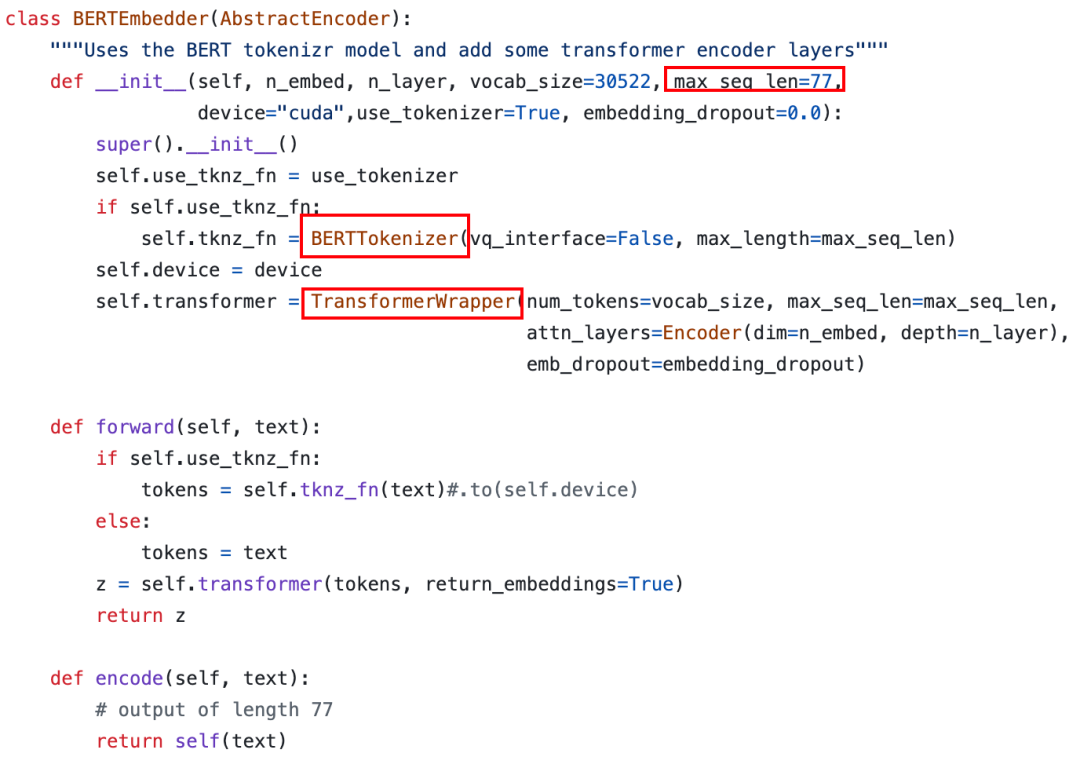 class BERTEmbedder(AbstractEncoder):
    """Uses the BERT tokenizr model and add some transformer encoder layers"""
    def __init__(self, n_embed, n_layer, vocab_size=30522, max_seq_len=77,
                 device="cuda",use_tokenizer=True, embedding_dropout=0.0):
        super().__init__()
        self.use_tknz_fn = use_tokenizer
        if self.use_tknz_fn:
            self.tknz_fn = BERTTokenizer(vq_interface=False, max_length=max_seq_len)
        self.device = device
        self.transformer = TransformerWrapper(num_tokens=vocab_size, max_seq_len=max_seq_len,
                                              attn_layers=Encoder(dim=n_embed, depth=n_layer),
                                              emb_dropout=embedding_dropout)
    def forward(self, text):
        if self.use_tknz_fn:
            tokens = self.tknz_fn(text)#.to(self.device)
        else:
            tokens = text
        z = self.transformer(tokens, return_embeddings=True)
        return z
    def encode(self, text):
        # output of length 77
        return self(text)